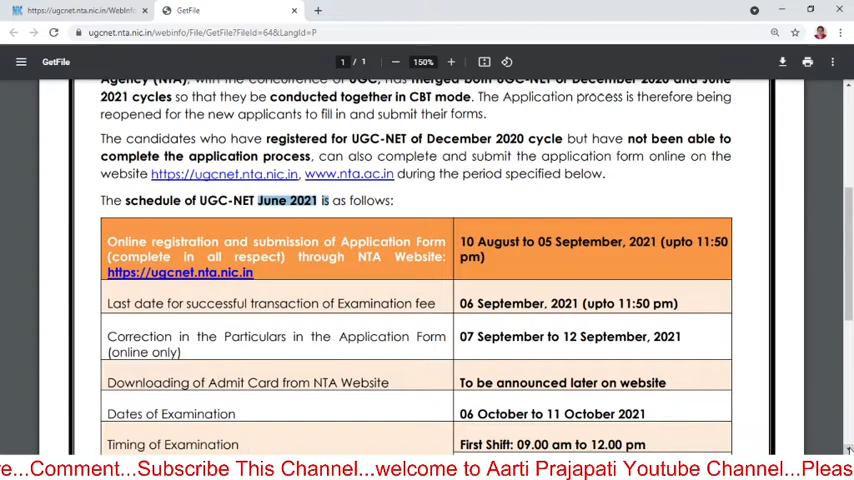 https://ugcnet.nta.nic.in/WebInfo
GetFile
ugcnet.nta.nic.in/webinfo/File/GetFile?FileId=64&LangId=P
GetFile
1 / 1
150%
Agency (NTA), with the concurrence of UGC, has merged both UGC-NET of December 2020 and June
2021 cycles so that they be conducted together in CBT mode. The Application process is therefore being
reopened for the new applicants to fill in and submit their forms.
The candidates who have registered for UGC-NET of December 2020 cycle but have not been able to
complete the application process, can also complete and submit the application form online on the
website https://ugcnet.nta.nic.in, www.nta.ac.in during the period specified below.
The schedule of UGC-NET June 2021 is as follows:
Online registration and submission of Application Form
(complete in all respect) through NTA Website:
https://ugcnet.nta.nic.in
10 August to 05 September, 2021 (upto 11:50
pm)
Last date for successful transaction of Examination fee
06 September, 2021 (upto 11:50 pm)
Correction in the Particulars in the Application Form
(online only)
07 September to 12 September, 2021
Downloading of Admit Card from NTA Website
To be announced later on website
Dates of Examination
06 October to 11 October 2021
Timing of Examination
First Shift: 09.00 am to 12.00 pm
re...Comment...Subscribe This Channel...welcome to Aarti Prajapati Youtube Channel...Pleas